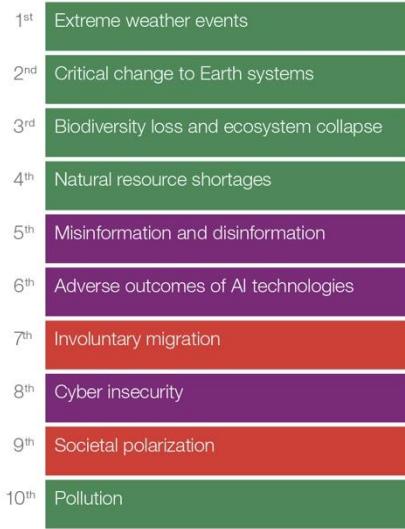 1st Extreme weather events
2nd Critical change to Earth systems
3rd Biodiversity loss and ecosystem collapse
4th Natural resource shortages
5th Misinformation and disinformation
6th Adverse outcomes of AI technologies
7th Involuntary migration
8th Cyber insecurity
9th Societal polarization
10th Pollution